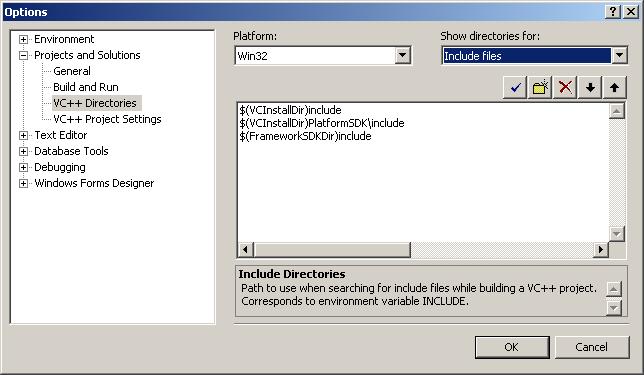 Options
Environment
Projects and Solutions
General
Build and Run
VC++ Directories
VC++ Project Settings
Text Editor
Database Tools
Debugging
Windows Forms Designer
Platform:
Win32
Show directories for:
Include files
$(VCInstallDir)include
$(VCInstallDir)PlatformSDK\include
$(FrameworkSDKDir)include
Include Directories
Path to use when searching for include files while building a VC++ project.
Corresponds to environment variable INCLUDE.
OK
Cancel